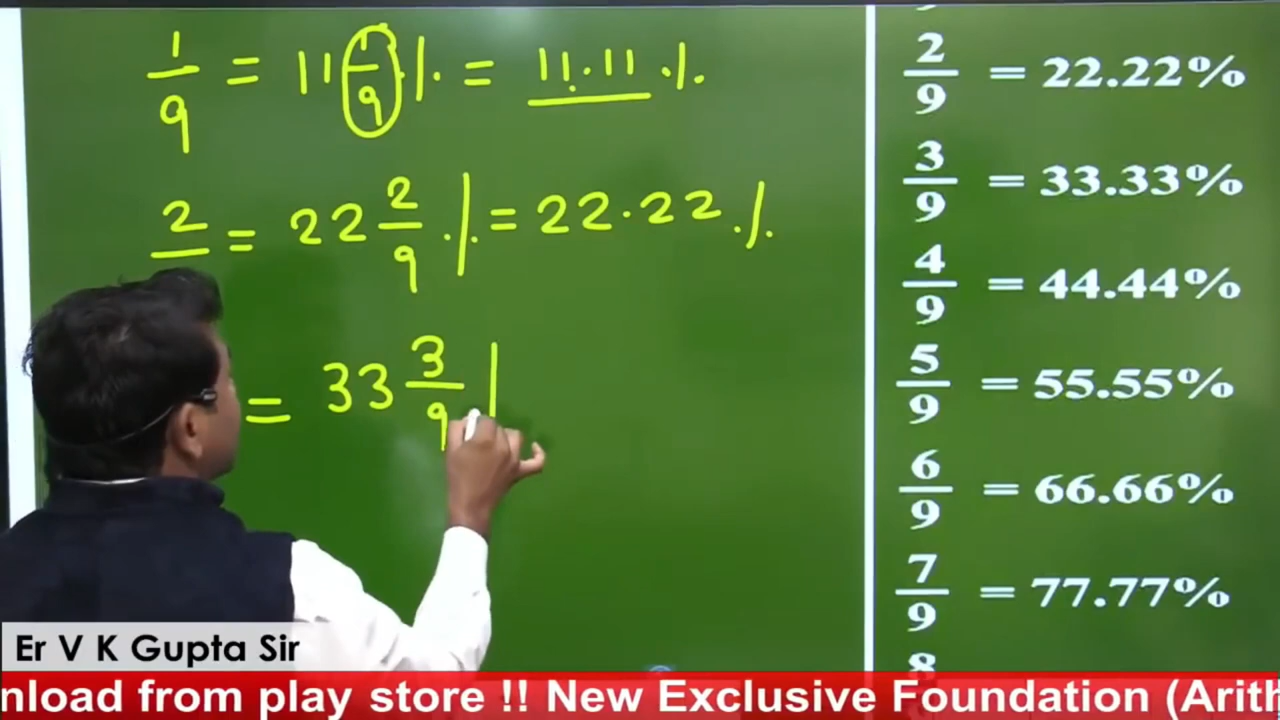 1/9 = 11 1/9 % = 11.11 %
2/ = 22 2/9 % = 22.22 %
= 33 3/9
2/9 = 22.22%
3/9 = 33.33%
4/9 = 44.44%
5/9 = 55.55%
6/9 = 66.66%
7/9 = 77.77%
8
Er V K Gupta Sir
nload from play store !! New Exclusive Foundation (Arith